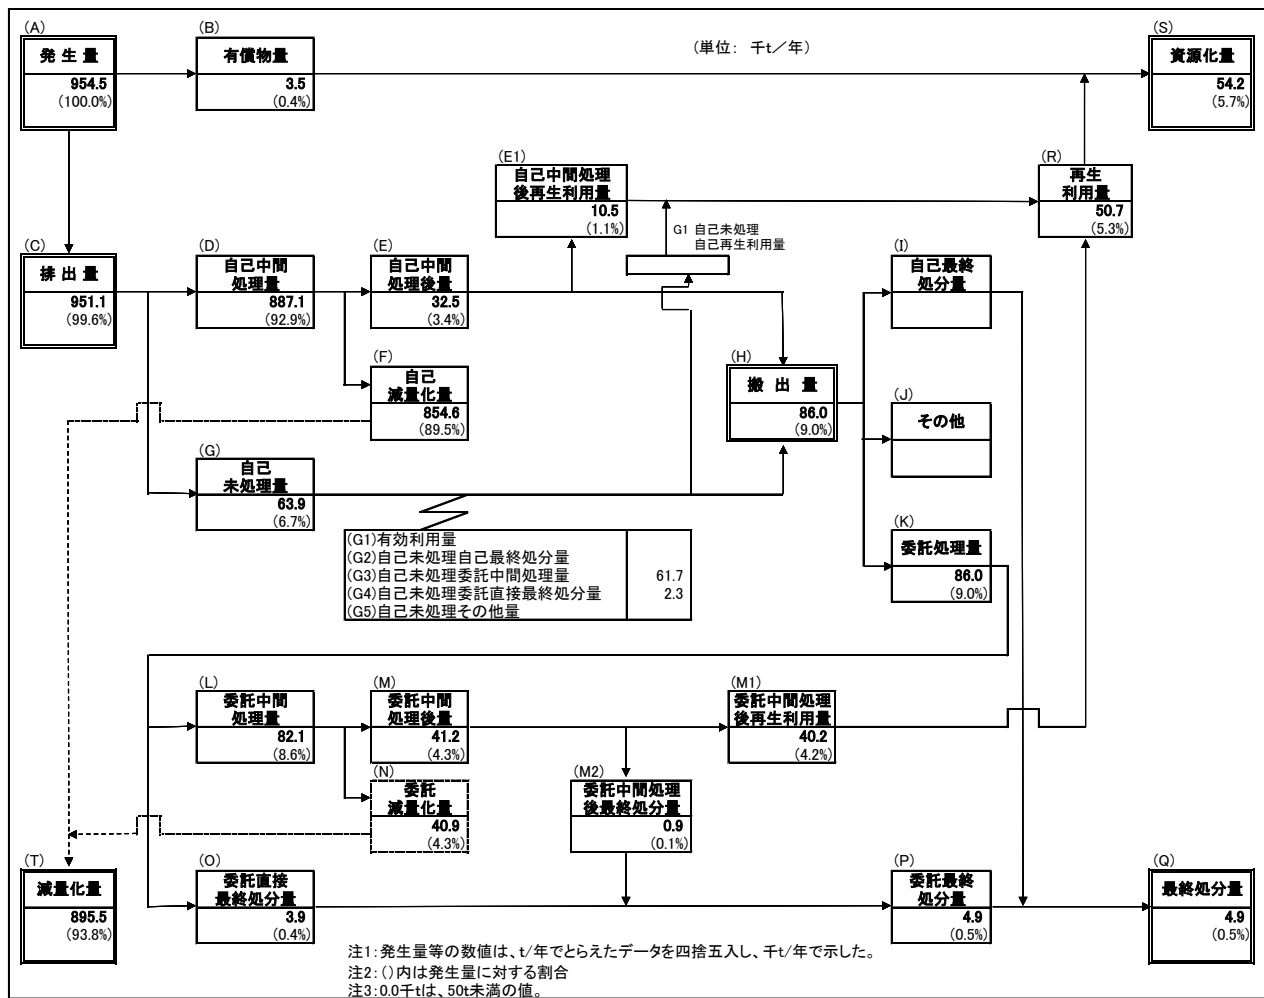 (A)
発 生 量
954.5
(100.0%)
(B)
有償物量
3.5
(0.4%)
(単位: 千t/年)
(S)
資源化量
54.2
(5.7%)
(E1)
自己中間処理
後再生利用量
10.5
(1.1%)
G1 自己未処理
自己再生利用量
(R)
再生
利用量
50.7
(5.3%)
(C)
排 出 量
951.1
(99.6%)
(D)
自己中間
処理量
887.1
(92.9%)
(E)
自己中間
処理後量
32.5
(3.4%)
(I)
自己最終
処分量
(F)
自己
減量化量
854.6
(89.5%)
(H)
搬 出 量
86.0
(9.0%)
(J)
その他
(G)
自己
未処理量
63.9
(6.7%)
(G1)有効利用量
(G2)自己未処理自己最終処分量
(G3)自己未処理委託中間処理量 61.7
(G4)自己未処理委託直接最終処分量 2.3
(G5)自己未処理その他量
(K)
委託処理量
86.0
(9.0%)
(L)
委託中間
処理量
82.1
(8.6%)
(M)
委託中間
処理後量
41.2
(4.3%)
(M1)
委託中間処理
後再生利用量
40.2
(4.2%)
(N)
委託
減量化量
40.9
(4.3%)
(M2)
委託中間処理
後最終処分量
0.9
(0.1%)
(T)
減量化量
895.5
(93.8%)
(O)
委託直接
最終処分量
3.9
(0.4%)
(P)
委託最終
処分量
4.9
(0.5%)
(Q)
最終処分量
4.9
(0.5%)
注1:発生量等の数値は、t/年でとらえたデータを四捨五入し、千t/年で示した。
注2:()内は発生量に対する割合
注3:0.0千tは、50t未満の値。